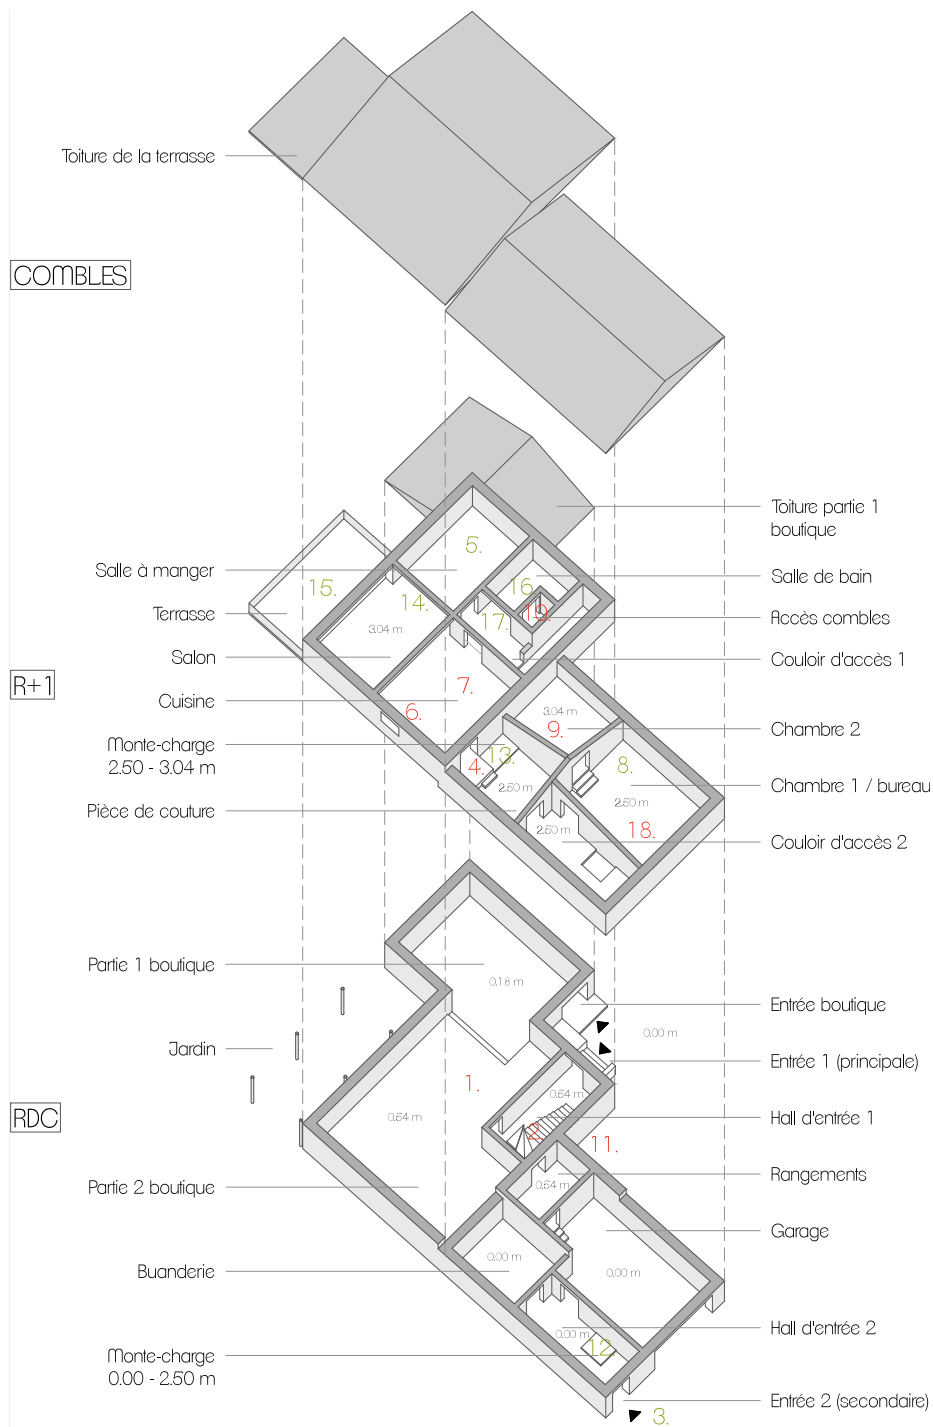 Toiture de la terrasse
COMBLES
Toiture partie 1
boutique
5.
Salle à manger
Salle de bain
16.
15.
14.
Terrasse
19.
Accès combles
17.
3.04 m
Salon
Couloir d'accès 1
R+1
7.
Cuisine
6.
3.04 m
9.
Chambre 2
Monte-charge
2.50 - 3.04 m
13.
4.
8.
2.50 m
Chambre 1 / bureau
2.50 m
Pièce de couture
2.50 m
18.
Couloir d'accès 2
Partie 1 boutique
0.18 m
Entrée boutique
0.00 m
Jardin
Entrée 1 (principale)
1.
0.54 m
0.54 m
RDC
Hall d'entrée 1
2.
11.
Rangements
0.54 m
Partie 2 boutique
Garage
0.00 m
Buanderie
0.00 m
Hall d'entrée 2
0.00 m
12.
Monte-charge
0.00 - 2.50 m
Entrée 2 (secondaire)
3.